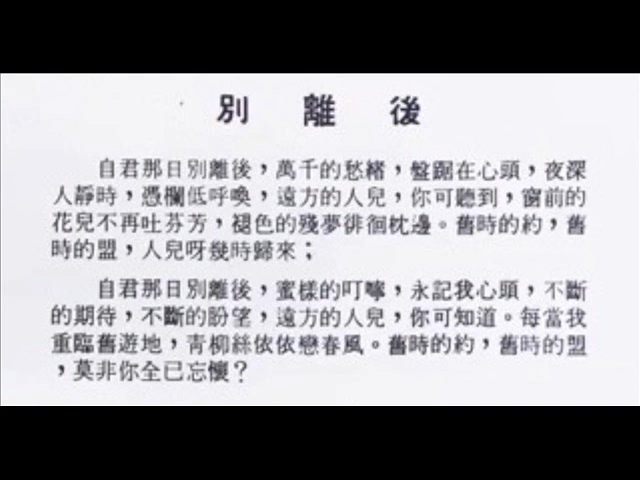 別離後
自君那日別離後，萬千的愁緒，盤踞在心頭，夜深
人靜時，憑欄低呼喚，遠方的人兒，你可聽到，窗前的
花兒不再吐芬芳，褪色的殘夢徘徊枕邊。舊時的約，舊
時的盟，人兒呀幾時歸來；
自君那日別離後，蜜樣的叮嚀，永記我心頭，不斷
的期待，不斷的盼望，遠方的人兒，你可知道。每當我
重臨舊遊地，青柳絲依依戀春風。舊時的約，舊時的盟
，莫非你全已忘懷？